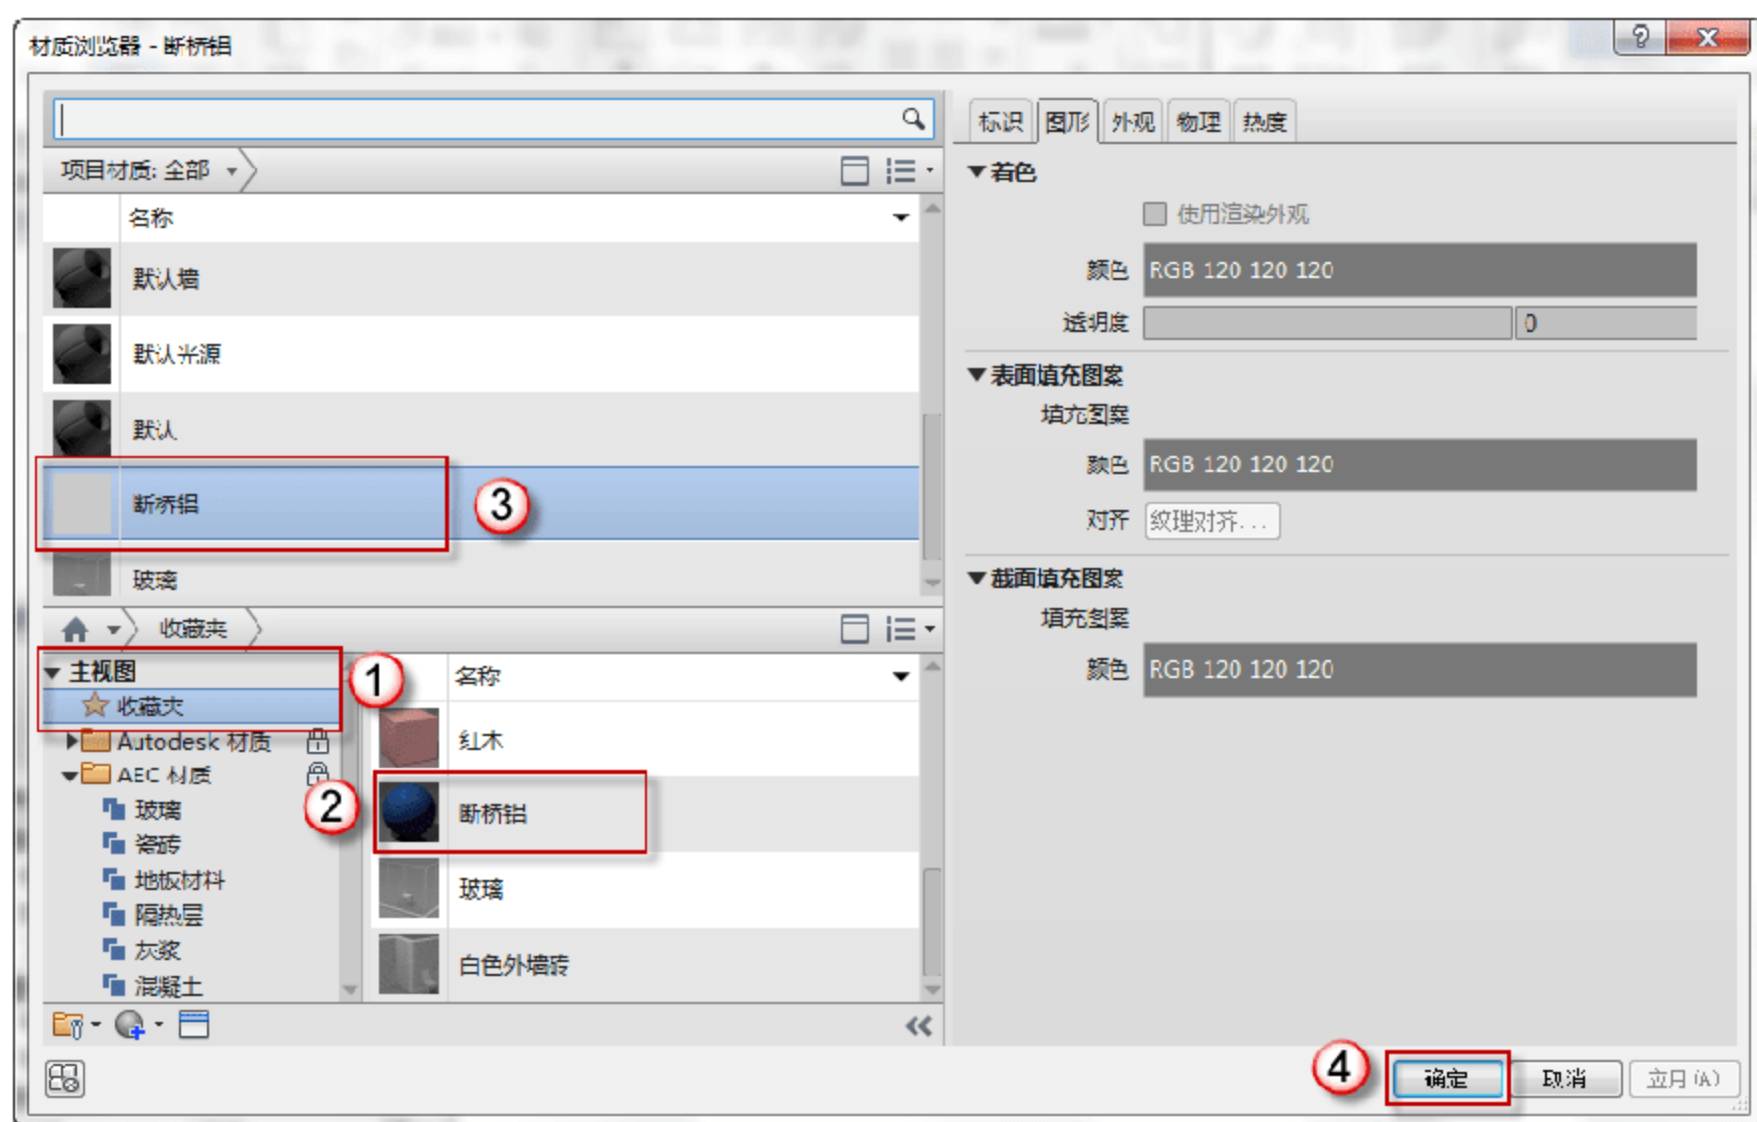 材质浏览器 - 断桥铝
项目材质: 全部
名称
默认墙
默认光源
默认
断桥铝
③
玻璃
收藏夹
主视图
①
收藏夹
Autodesk 材质
AEC 材质
②
玻璃
瓷砖
地板材料
隔热层
灰浆
混凝土
名称
红木
断桥铝
玻璃
白色外墙砖
标识 图形 外观 物理 热度
着色
使用渲染外观
颜色 RGB 120 120 120
透明度 0
表面填充图案
填充图案
颜色 RGB 120 120 120
对齐 纹理对齐...
截面填充图案
填充图案
颜色 RGB 120 120 120
④ 确定 取消 应用(A)